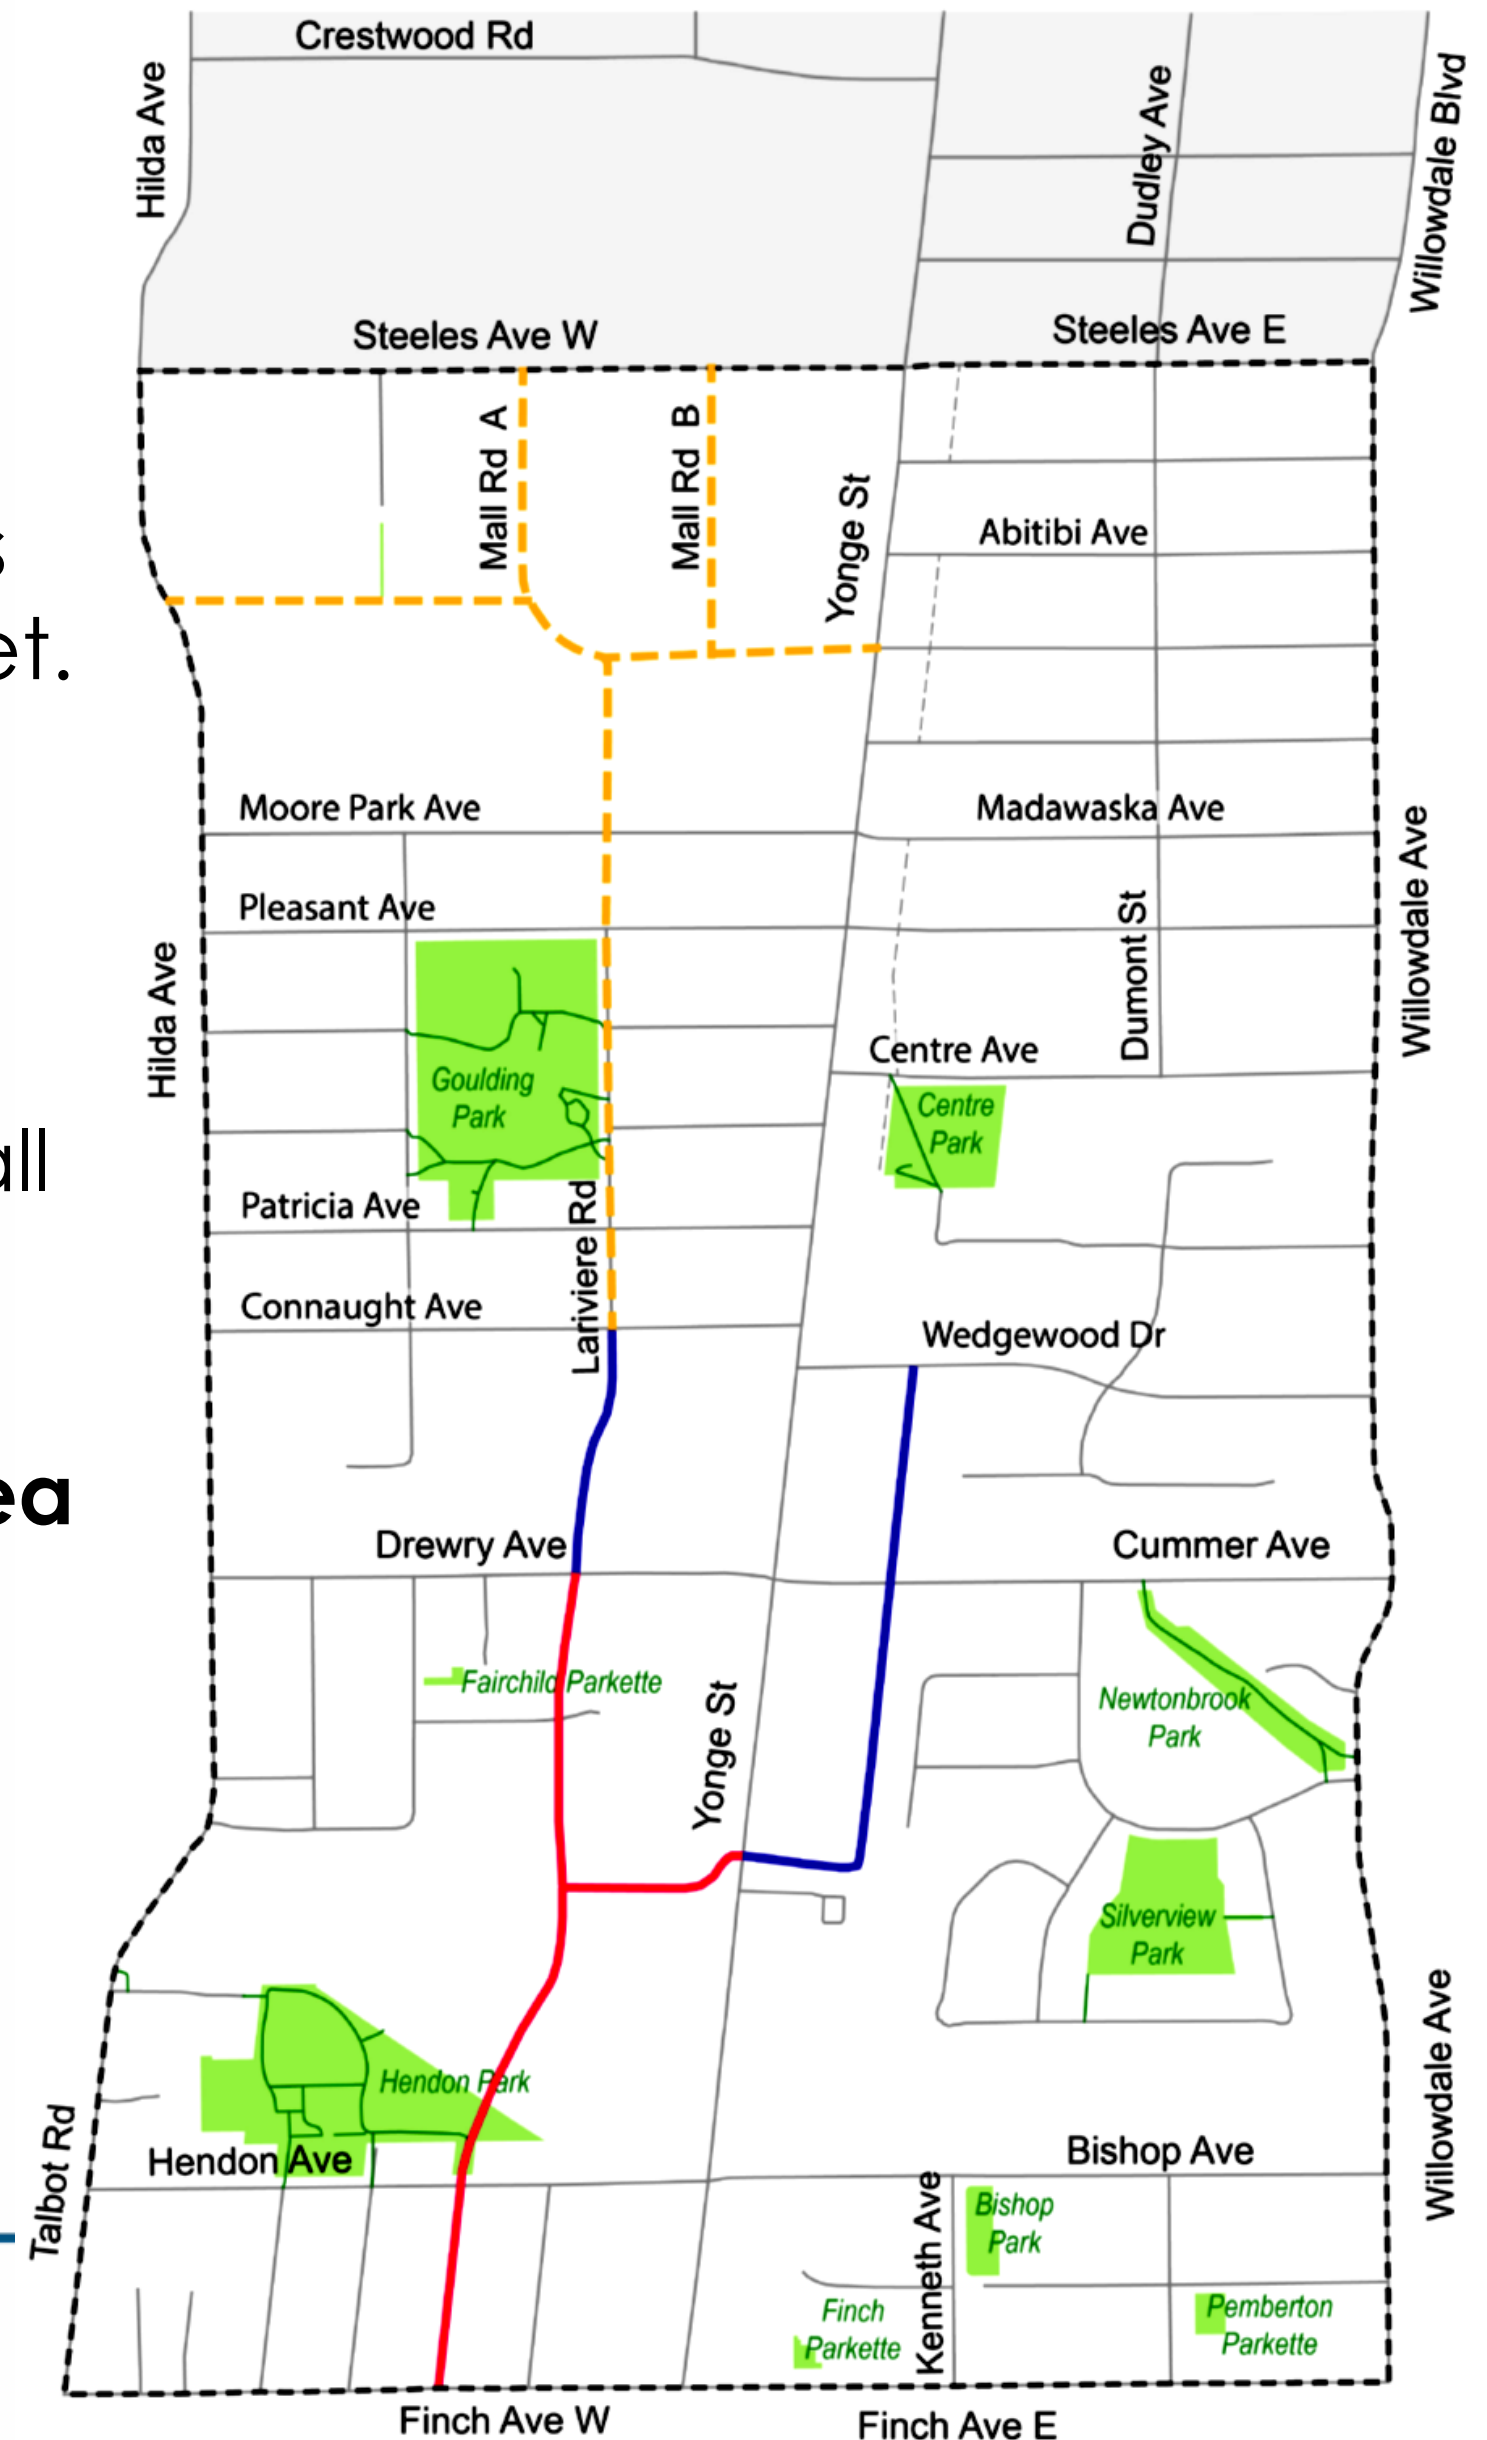 Crestwood Rd
Hilda Ave
Dudley Ave
Willowdale Blvd
Steeles Ave W
Steeles Ave E
Mall Rd A
Mall Rd B
Yonge St
Abitibi Ave
s
et.
Moore Park Ave
Madawaska Ave
Pleasant Ave
Dumont St
Willowdale Ave
Hilda Ave
Centre Ave
Goulding
Park
Centre
Park
all
Patricia Ave
Lariviere Rd
Connaught Ave
Wedgewood Dr
ea
Drewry Ave
Cummer Ave
Fairchild Parkette
Yonge St
Newtonbrook
Park
Silverview
Park
Hendon Park
Talbot Rd
Hendon Ave
Bishop Ave
Willowdale Ave
Kenneth Ave
Bishop
Park
Finch
Parkette
Pemberton
Parkette
Finch Ave W
Finch Ave E